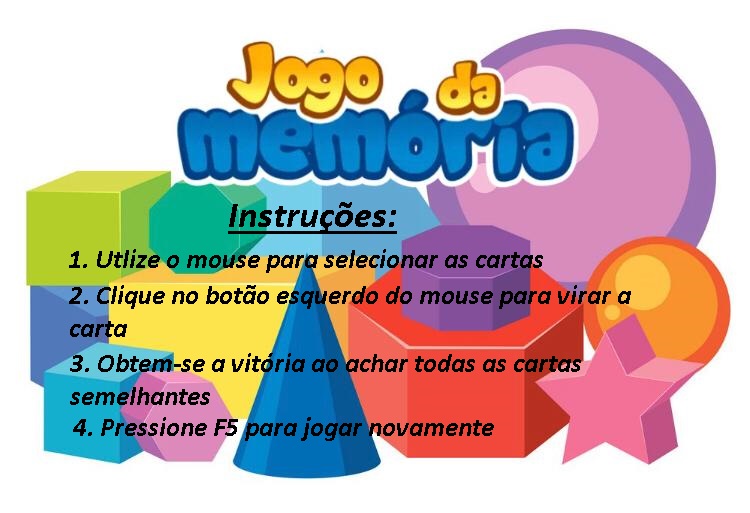 Jogo da
memória
Instruções:
1. Utlize o mouse para selecionar as cartas
2. Clique no botão esquerdo do mouse para virar a
carta
3. Obtem-se a vitória ao achar todas as cartas
semelhantes
4. Pressione F5 para jogar novamente